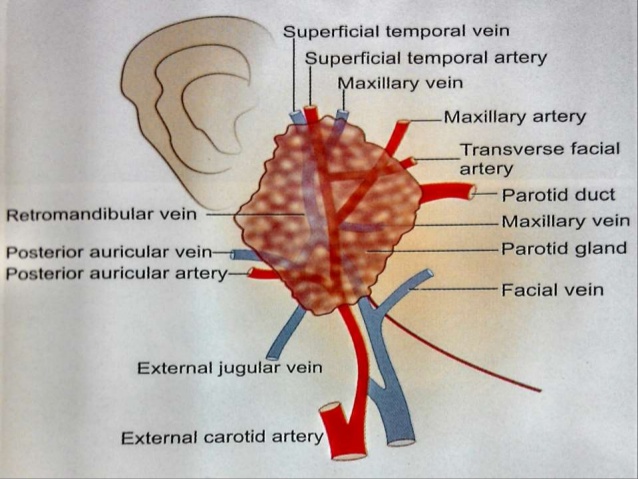 Superficial temporal vein
Superficial temporal artery
Maxillary vein
Maxillary artery
Transverse facial
artery
Parotid duct
Retromandibular vein
Maxillary vein
Posterior auricular vein
Parotid gland
Posterior auricular artery
Facial vein
External jugular vein
External carotid artery